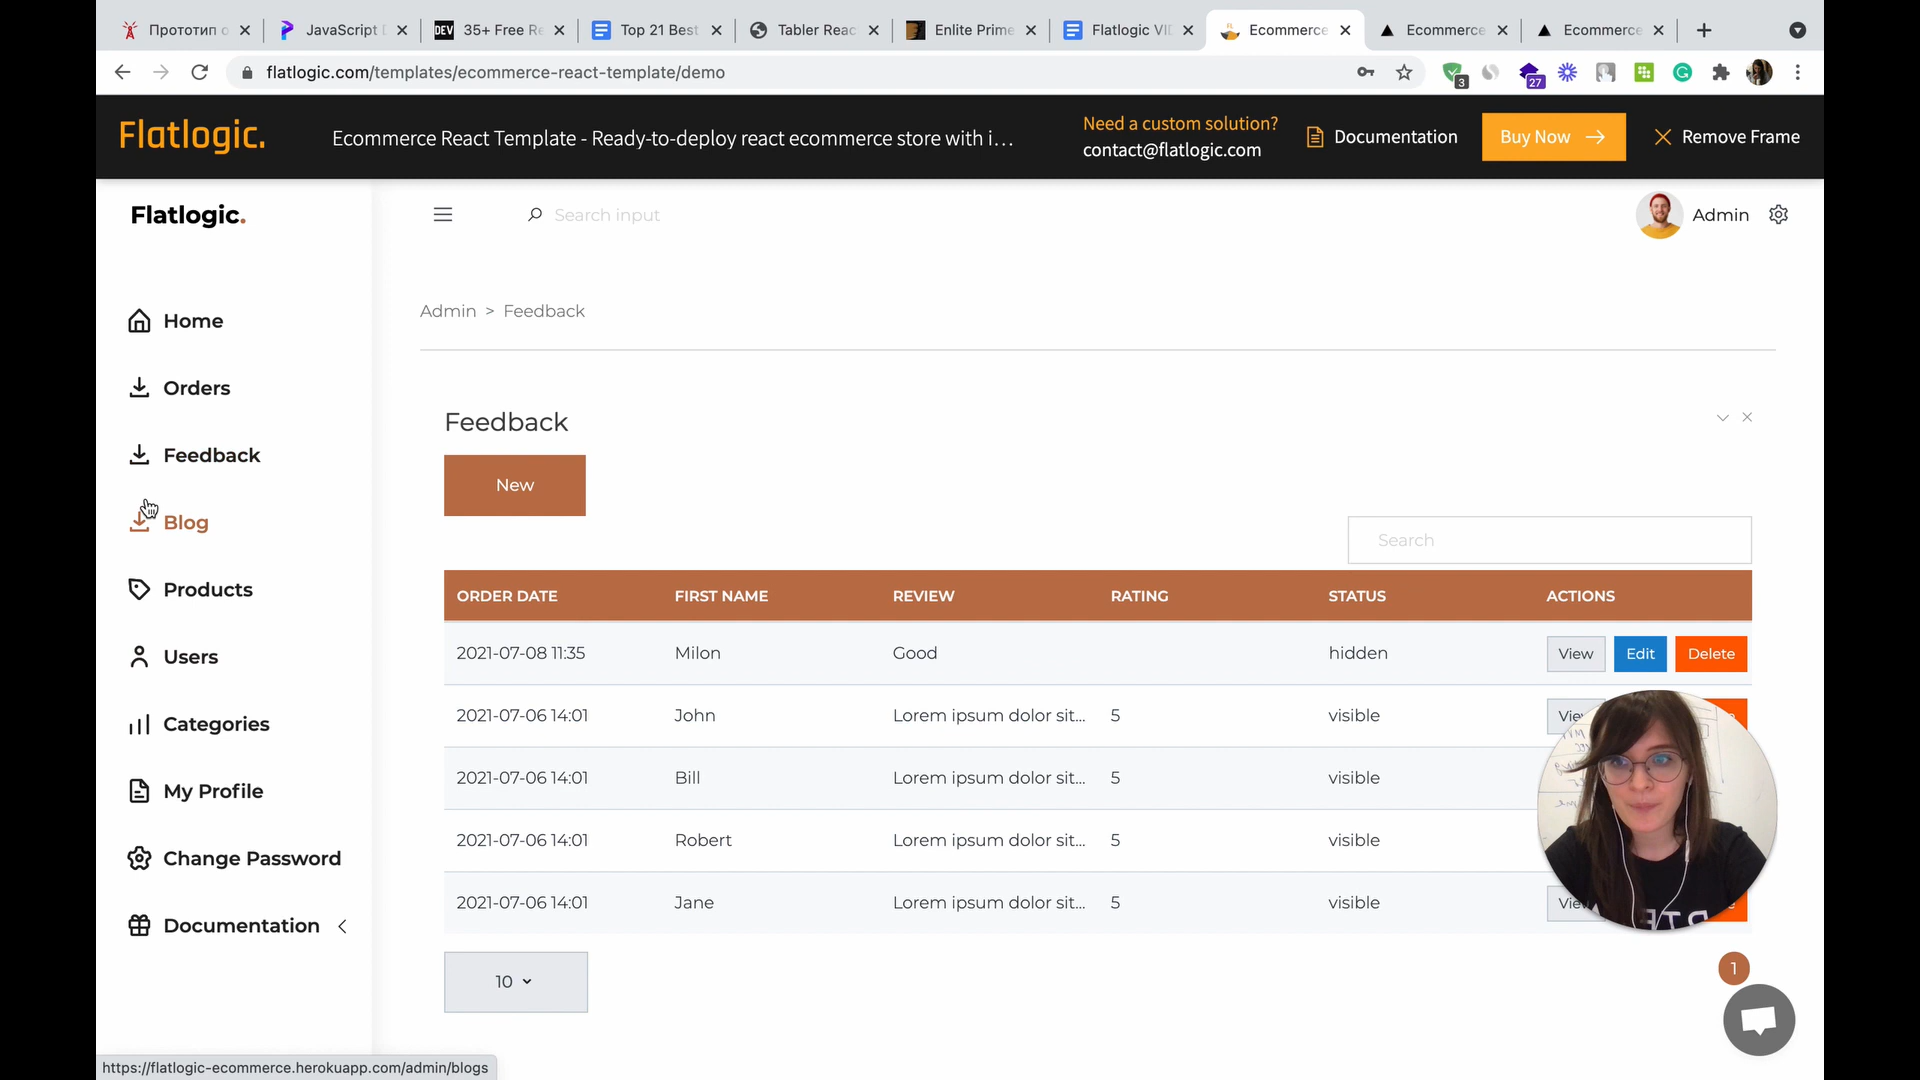 Прототип о
JavaScript D
DEV 35+ Free Re
Top 21 Best
Tabler Reac
Enlite Prime
Flatlogic VI
Ecommerce
Ecommerce
Ecommerce
flatlogic.com/templates/ecommerce-react-template/demo
3
27
Flatlogic.
Ecommerce React Template - Ready-to-deploy react ecommerce store with i...
Need a custom solution?
contact@flatlogic.com
Documentation
Buy Now
Remove Frame
Flatlogic.
Search input
Admin
Home
Orders
Feedback
Blog
Products
Users
Categories
My Profile
Change Password
Documentation
Admin > Feedback
Feedback
New
Search
ORDER DATE FIRST NAME REVIEW RATING STATUS ACTIONS
2021-07-08 11:35 Milon Good hidden View Edit Delete
2021-07-06 14:01 John Lorem ipsum dolor sit... 5 visible
2021-07-06 14:01 Bill Lorem ipsum dolor sit... 5 visible
2021-07-06 14:01 Robert Lorem ipsum dolor sit... 5 visible
2021-07-06 14:01 Jane Lorem ipsum dolor sit... 5 visible
10
1
https://flatlogic-ecommerce.herokuapp.com/admin/blogs